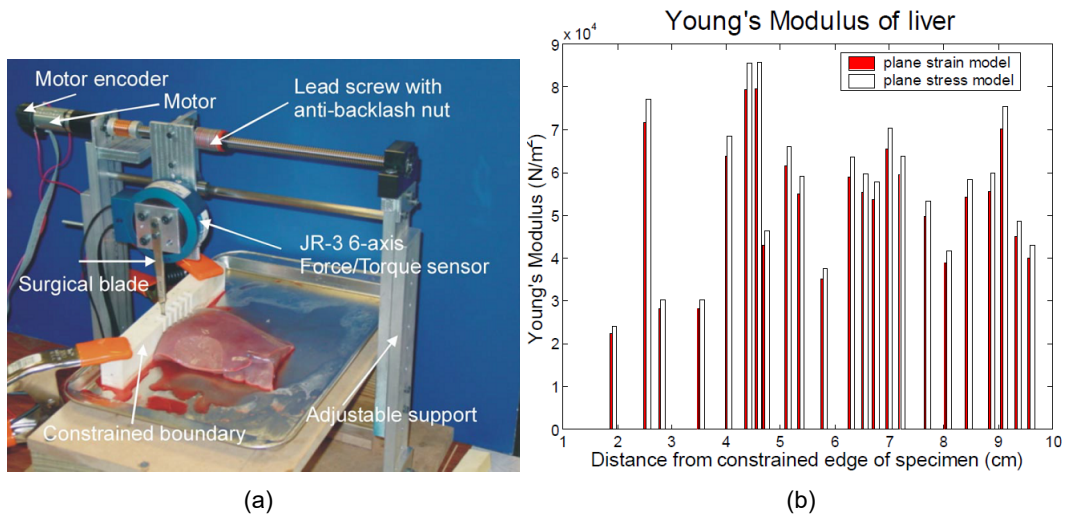 Motor encoder
Motor
Lead screw with
anti-backlash nut
JR-3 6-axis
Force/Torque sensor
Surgical blade
Adjustable support
Constrained boundary
(a)
Young's Modulus of liver
x 10⁴
plane strain model
plane stress model
Young's Modulus (N/m²)
9
8
7
6
5
4
3
2
1
0
1 2 3 4 5 6 7 8 9 10
Distance from constrained edge of specimen (cm)
(b)